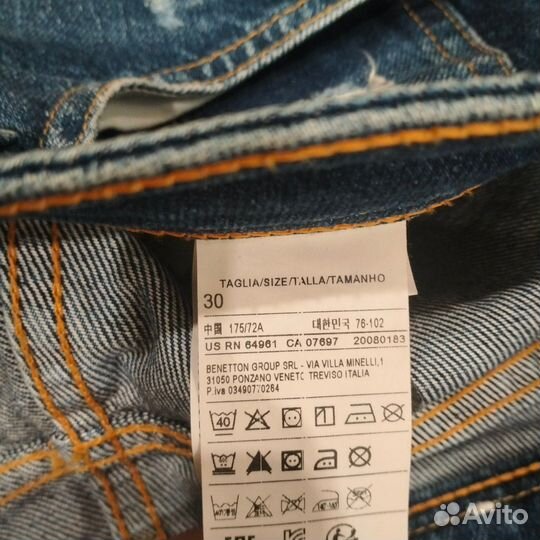 TAGLIA/SIZE/TALLA/TAMANHO
30
中国 175/72A 대한민국 76-102
US RN 64961 CA 07697 20080183
BENETTON GROUP SRL - VIA VILLA MINELLI,1
31050 PONZANO VENETO TREVISO ITALIA
P.iva 03490770264
40
Avito